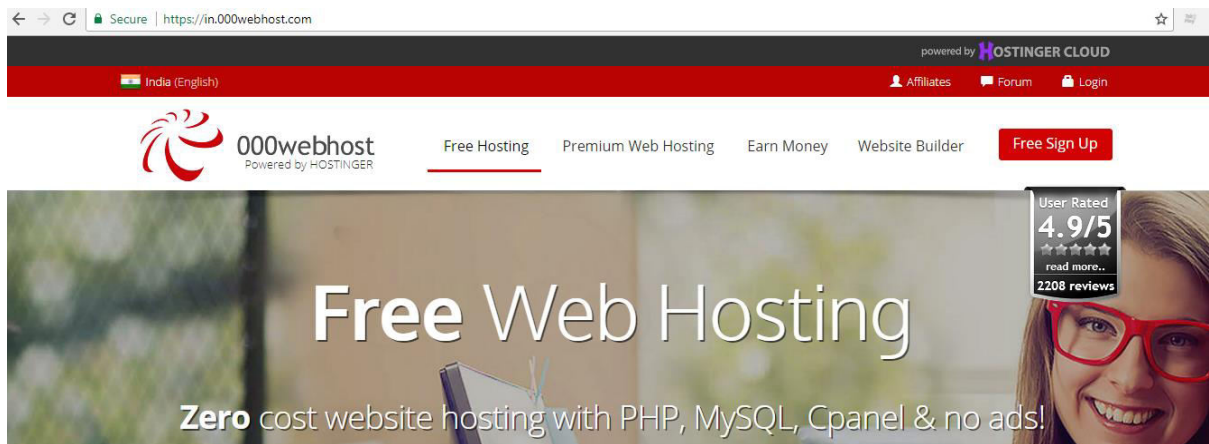 Secure | https://in.000webhost.com
powered by HOSTINGER CLOUD
India (English) Affiliates Forum Login
000webhost
Powered by HOSTINGER
Free Hosting Premium Web Hosting Earn Money Website Builder Free Sign Up
User Rated
4.9/5
read more..
2208 reviews
Free Web Hosting
Zero cost website hosting with PHP, MySQL, Cpanel & no ads!